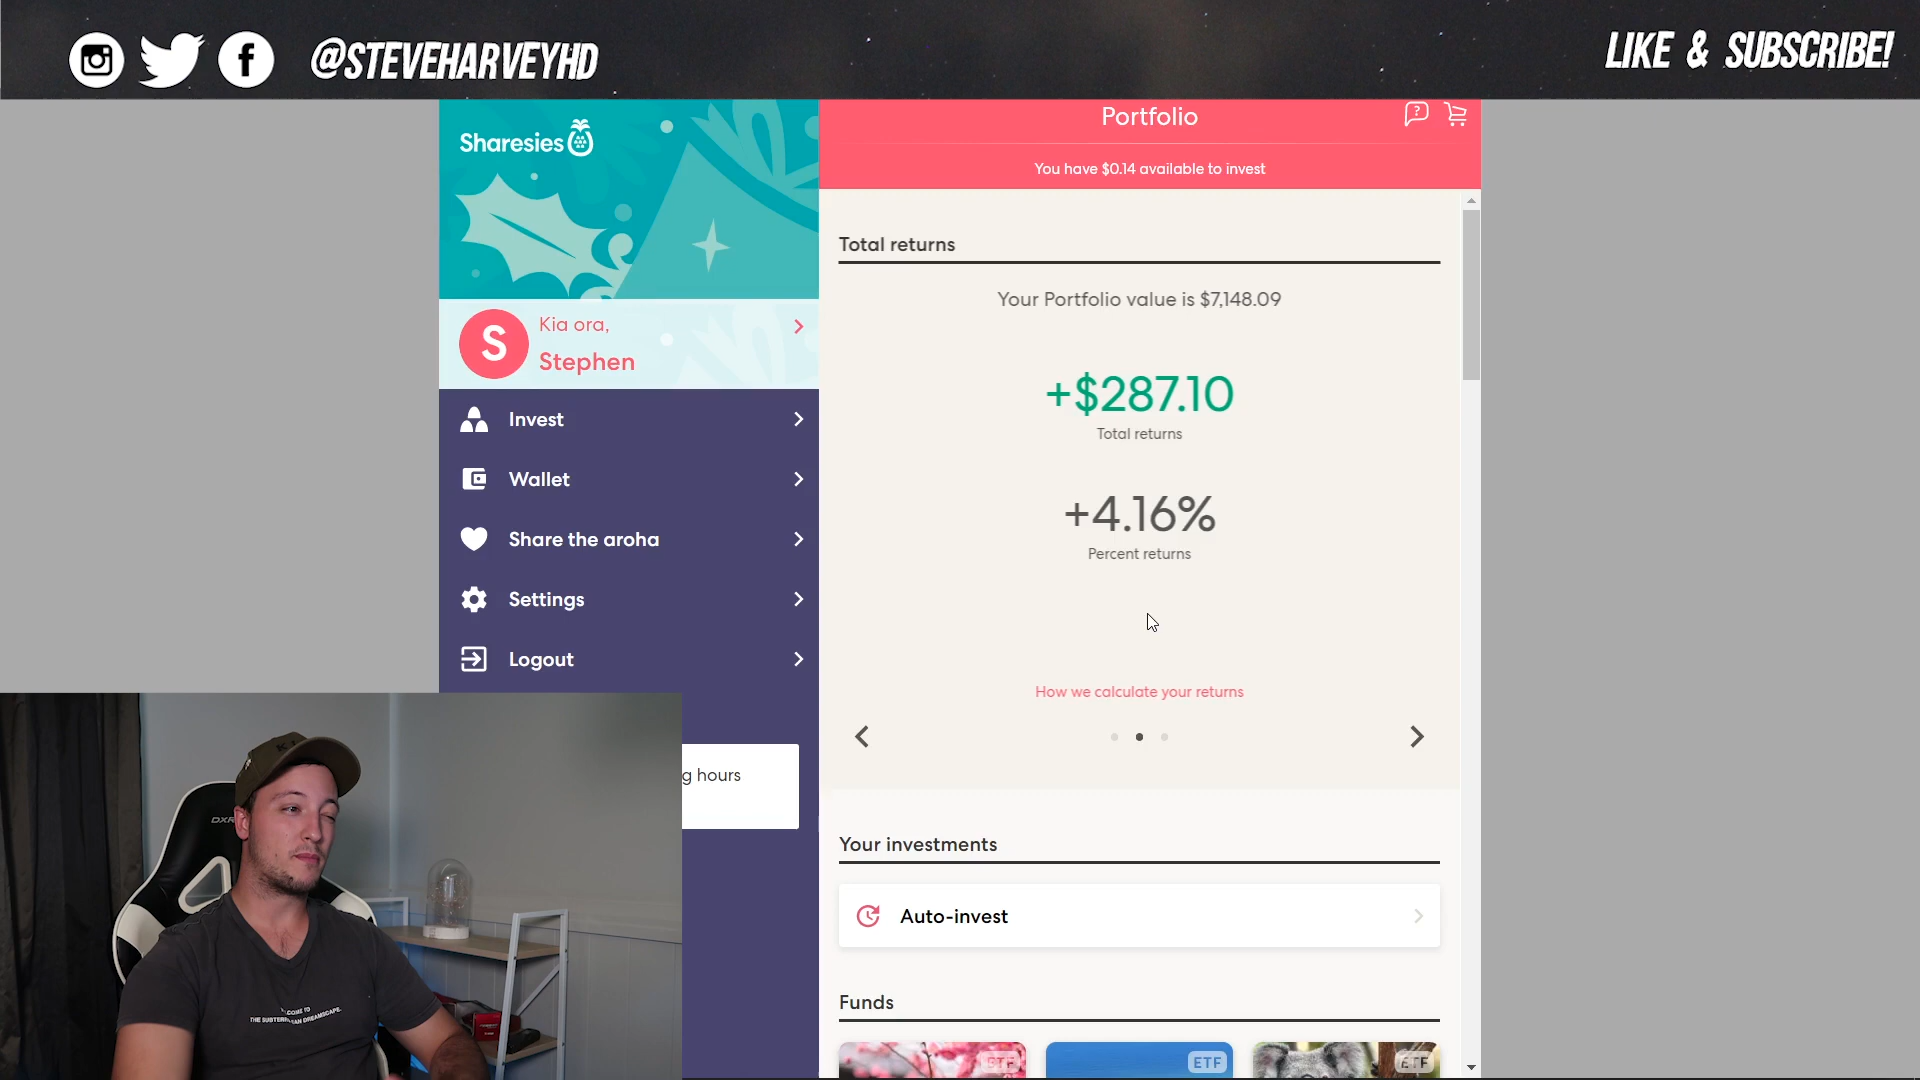 @STEVEHARVEYHD
LIKE & SUBSCRIBE!
Sharesies
Portfolio
You have $0.14 available to invest
Kia ora,
S
Stephen
Invest
Wallet
Share the aroha
Settings
Logout
g hours
Total returns
Your Portfolio value is $7,148.09
+$287.10
Total returns
+4.16%
Percent returns
How we calculate your returns
Your investments
Auto-invest
Funds
ETF
ETF
ETF